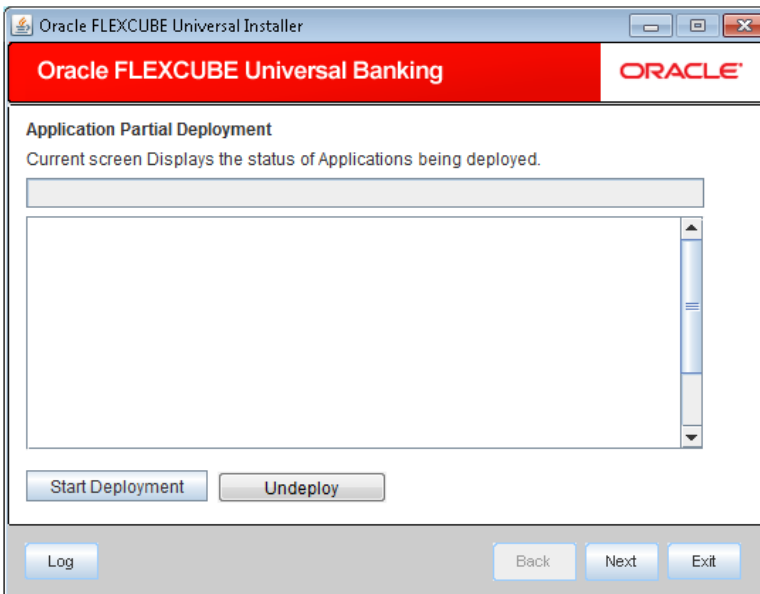 Oracle FLEXCUBE Universal Installer
Oracle FLEXCUBE Universal Banking
ORACLE
Application Partial Deployment
Current screen Displays the status of Applications being deployed.
Start Deployment
Undeploy
Log
Back
Next
Exit